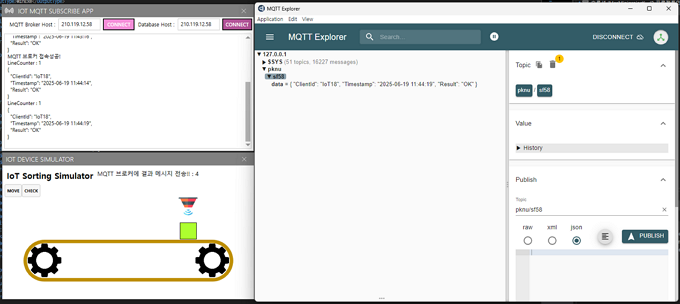 IOT MQTT SUBSCRIBE APP
MQTT Broker Host : 210.119.12.58 CONNECT Database Host : 210.119.12.58 CONNECT
"Timestamp": "2025-06-19 11:44:14",
"Result": "OK"
}
MQTT 브로커 접속성공!
LineCounter : 1
{
"ClientId": "IoT18",
"Timestamp": "2025-06-19 11:44:14",
"Result": "OK"
}
LineCounter : 1
{
"ClientId": "IoT18",
"Timestamp": "2025-06-19 11:44:19",
"Result": "OK"
}
IOT DEVICE SIMULATOR
IoT Sorting Simulator MQTT 브로커에 결과 메시지 전송!! : 4
MOVE CHECK
MQTT Explorer
Application Edit View
MQTT Explorer Search... DISCONNECT
▼ 127.0.0.1
▶ $SYS (51 topics, 16227 messages)
▼ pknu
▼ sf58
data = { "ClientId": "IoT18", "Timestamp": "2025-06-19 11:44:19", "Result": "OK" }
Topic
1
pknu / sf58
Value
▶ History
Publish
Topic
pknu/sf58
raw xml json
PUBLISH